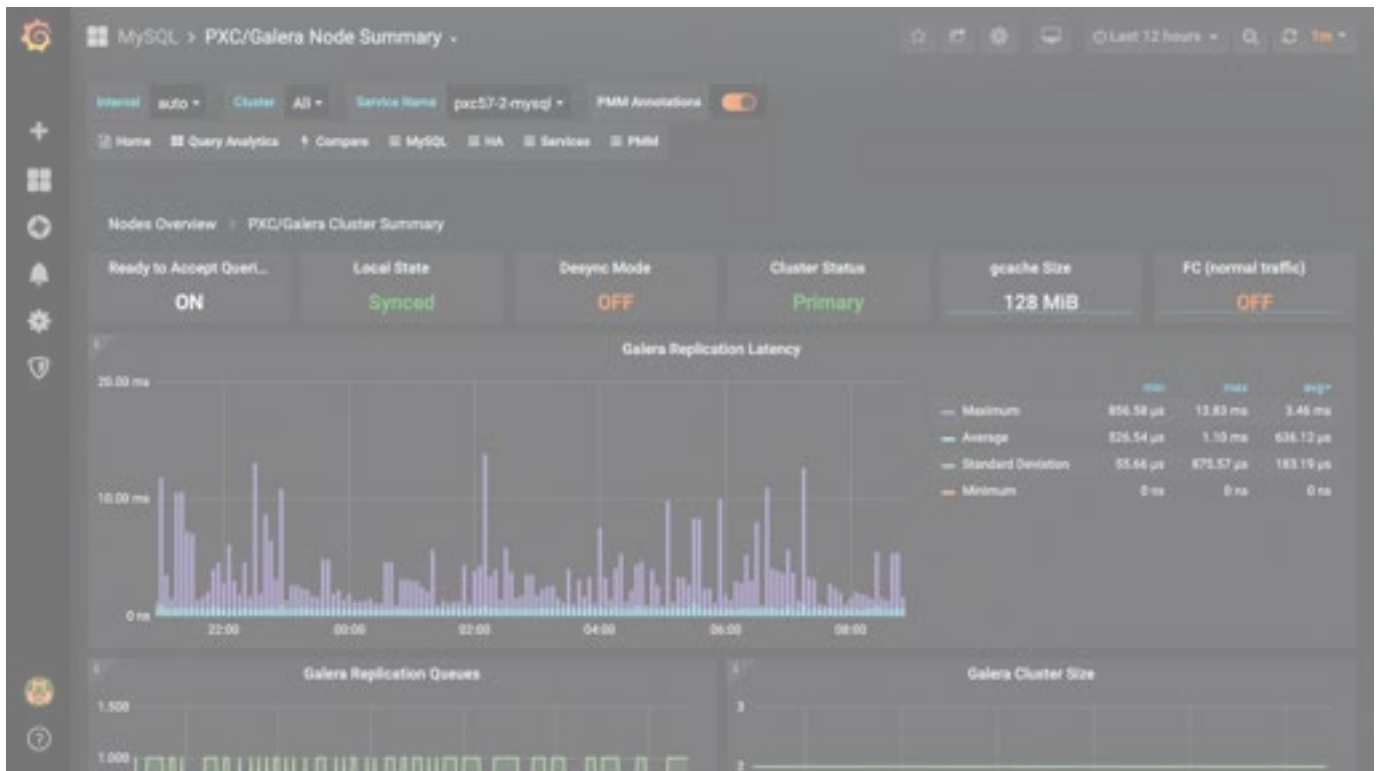 MySQL > PXC/Galera Node Summary
Last 12 hours 1m
Interval auto Cluster All Service Name pxc57-2-mysql PMM Annotations
Home Query Analytics Compare MySQL HA Services PMM
Nodes Overview > PXC/Galera Cluster Summary
Ready to Accept Queri... Local State Desync Mode Cluster Status gcache Size FC (normal traffic)
ON Synced OFF Primary 128 MiB OFF
Galera Replication Latency
20.00 ms
min max avg
Maximum 856.58 µs 13.83 ms 3.46 ms
Average 526.54 µs 1.10 ms 636.12 µs
Standard Deviation 55.66 µs 875.57 µs 183.19 µs
Minimum 0 ns 0 ns 0 ns
10.00 ms
0 ns
22:00 00:00 02:00 04:00 06:00 08:00
Galera Replication Queues Galera Cluster Size
1.500 3
1.000 2